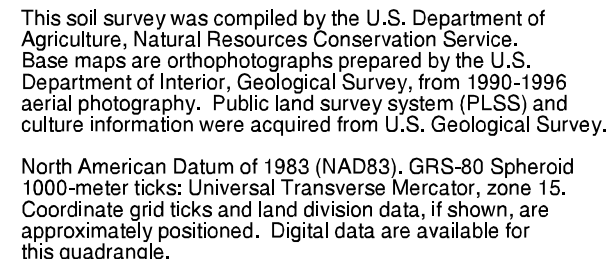 This soil survey was compiled by the U.S. Department of
Agriculture, Natural Resources Conservation Service.
Base maps are orthophotographs prepared by the U.S.
Department of Interior, Geological Survey, from 1990-1996
aerial photography.  Public land survey system (PLSS) and
culture information were acquired from U.S. Geological Survey.

North American Datum of 1983 (NAD83). GRS-80 Spheroid
1000-meter ticks: Universal Transverse Mercator, zone 15.
Coordinate grid ticks and land division data, if shown, are
approximately positioned.  Digital data are available for
this quadrangle.